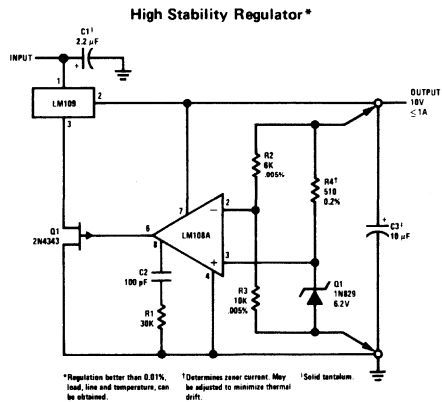 High Stability Regulator*
C1‡
2.2 μF
+
INPUT
1
LM109
2
3
OUTPUT
10V
≤ 1A
R2
6K
.005%
R4†
510
0.2%
7
Q1
2N4343
6
2
−
LM108A
+
3
8
4
C3‡
10 μF
+
C2
100 pF
R1
30K
R3
10K
.005%
Q1
1N829
6.2V
*Regulation better than 0.01%,
load, line and temperature, can
be obtained.
†Determines zener current. May
be adjusted to minimize thermal
drift.
‡Solid tantalum.